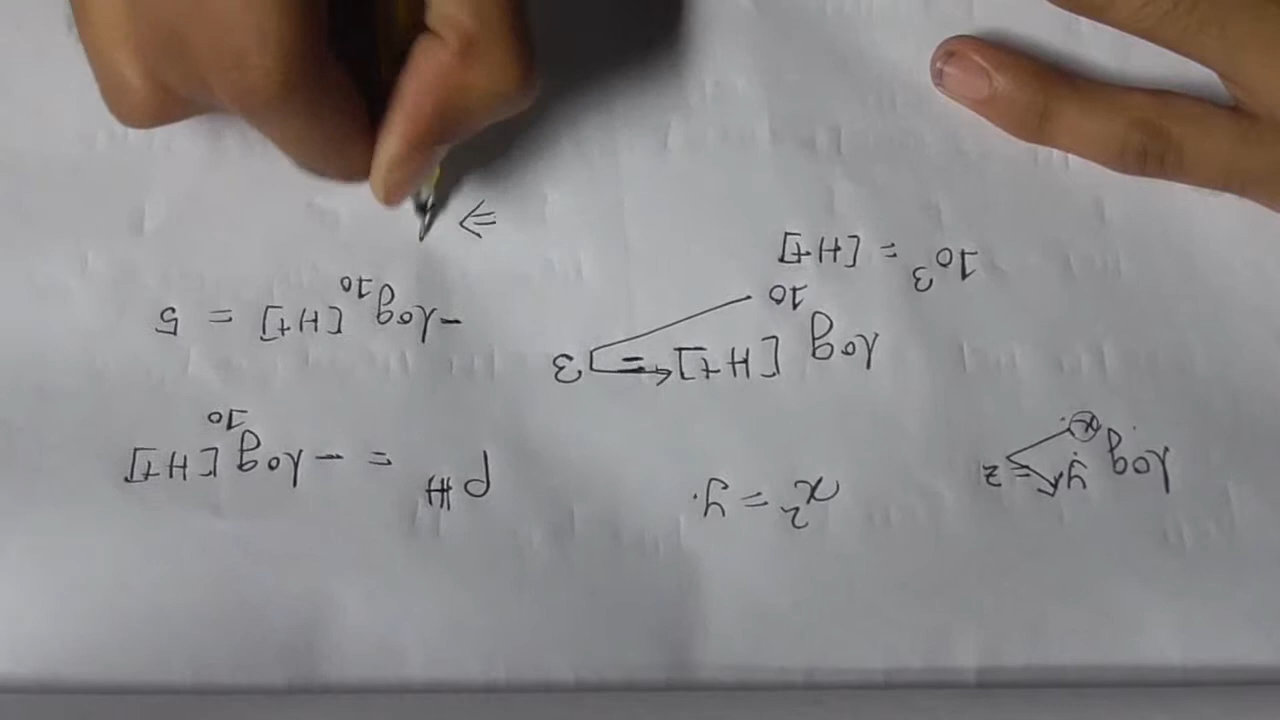 log_x y = z
x^z = y.
pH = -log_10 [H+]
log_10 [H+] = 3
-log_10 [H+] = 5
10^3 = [H+]
⇒